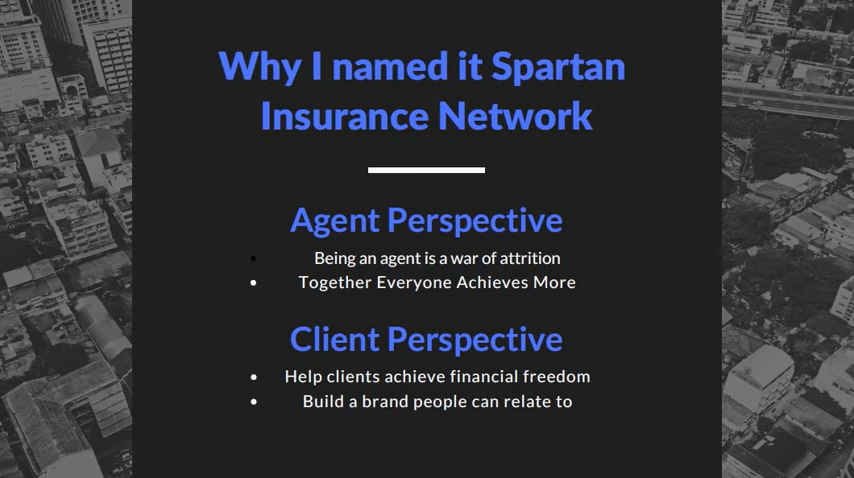 Why I named it Spartan
Insurance Network
Agent Perspective
• Being an agent is a war of attrition
• Together Everyone Achieves More
Client Perspective
• Help clients achieve financial freedom
• Build a brand people can relate to